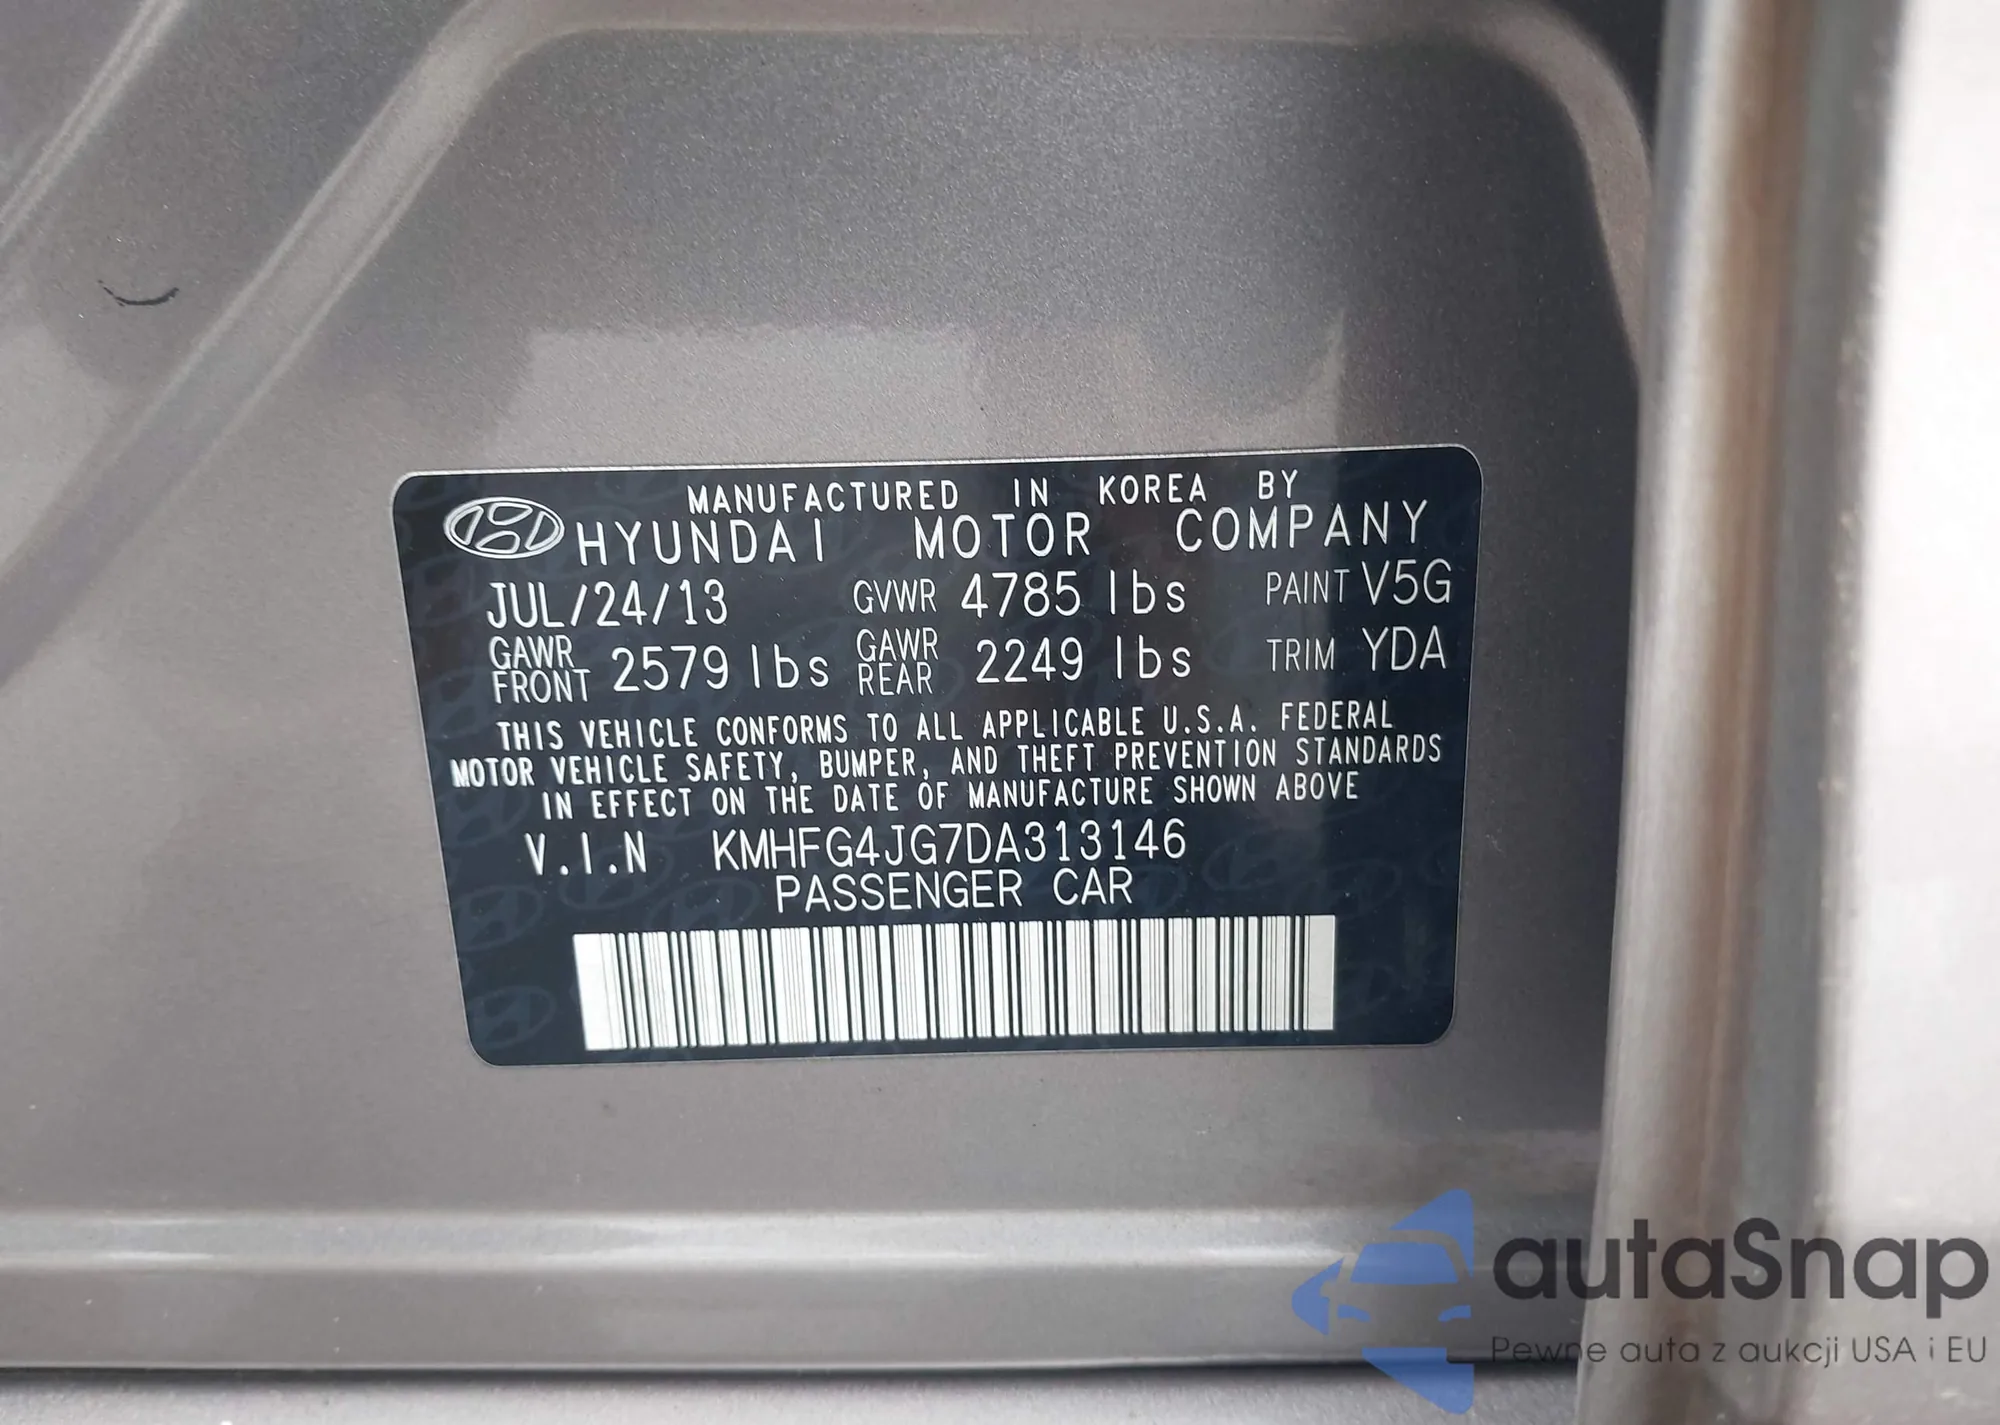 MANUFACTURED IN KOREA BY
HYUNDAI MOTOR COMPANY
JUL/24/13 GVWR 4785 lbs PAINT V5G
GAWR FRONT 2579 lbs GAWR REAR 2249 lbs TRIM YDA
THIS VEHICLE CONFORMS TO ALL APPLICABLE U.S.A. FEDERAL
MOTOR VEHICLE SAFETY, BUMPER, AND THEFT PREVENTION STANDARDS
IN EFFECT ON THE DATE OF MANUFACTURE SHOWN ABOVE
V.I.N KMHFG4JG7DA313146
PASSENGER CAR
autaSnap
Pewne auta z aukcji USA i EU